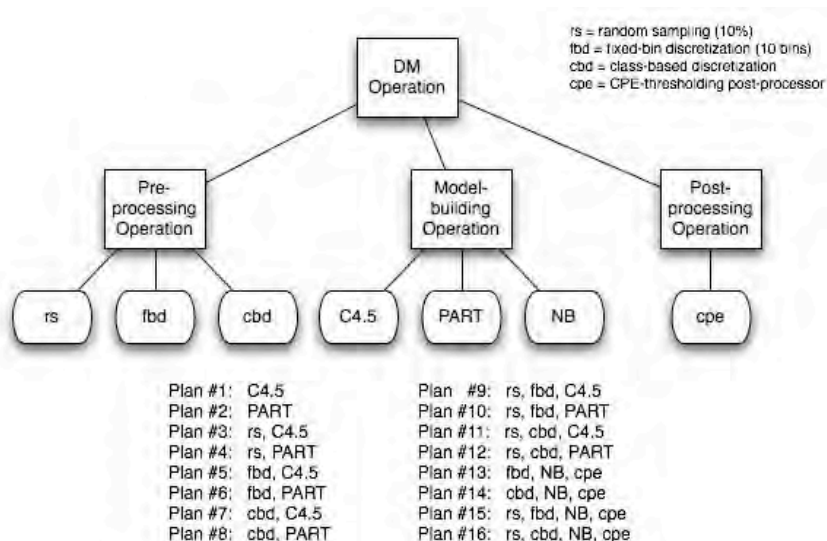 rs = random sampling (10%)
fbd = fixed-bin discretization (10 bins)
cbd = class-based discretization
cpe = CPE-thresholding post-processor
DM
Operation
Pre-
processing
Operation
Model-
building
Operation
Post-
processing
Operation
rs
fbd
cbd
C4.5
PART
NB
cpe
Plan #1: C4.5
Plan #2: PART
Plan #3: rs, C4.5
Plan #4: rs, PART
Plan #5: fbd, C4.5
Plan #6: fbd, PART
Plan #7: cbd, C4.5
Plan #8: cbd, PART
Plan #9: rs, fbd, C4.5
Plan #10: rs, fbd, PART
Plan #11: rs, cbd, C4.5
Plan #12: rs, cbd, PART
Plan #13: fbd, NB, cpe
Plan #14: cbd, NB, cpe
Plan #15: rs, fbd, NB, cpe
Plan #16: rs, cbd, NB, cpe